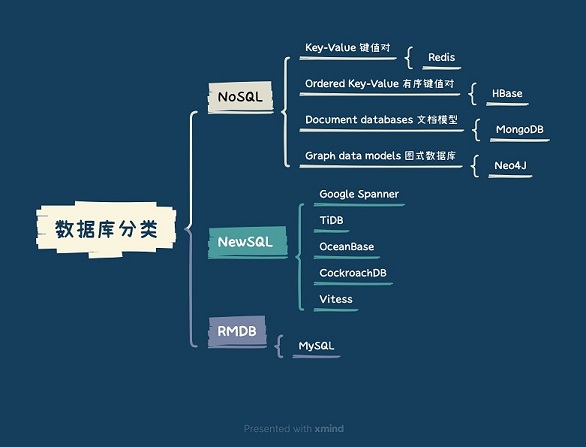 数据库分类
NoSQL
Key-Value 键值对
Redis
Ordered Key-Value 有序键值对
HBase
Document databases 文档模型
MongoDB
Graph data models 图式数据库
Neo4J
NewSQL
Google Spanner
TiDB
OceanBase
CockroachDB
Vitess
RMDB
MySQL
Presented with xmind